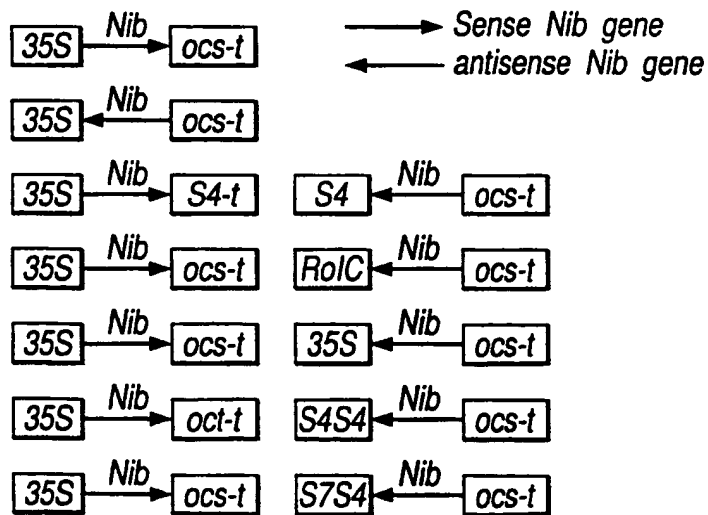 35S Nib ocs-t Sense Nib gene
antisense Nib gene
35S Nib ocs-t
35S Nib S4-t S4 Nib ocs-t
35S Nib ocs-t RolC Nib ocs-t
35S Nib ocs-t 35S Nib ocs-t
35S Nib oct-t S4S4 Nib ocs-t
35S Nib ocs-t S7S4 Nib ocs-t